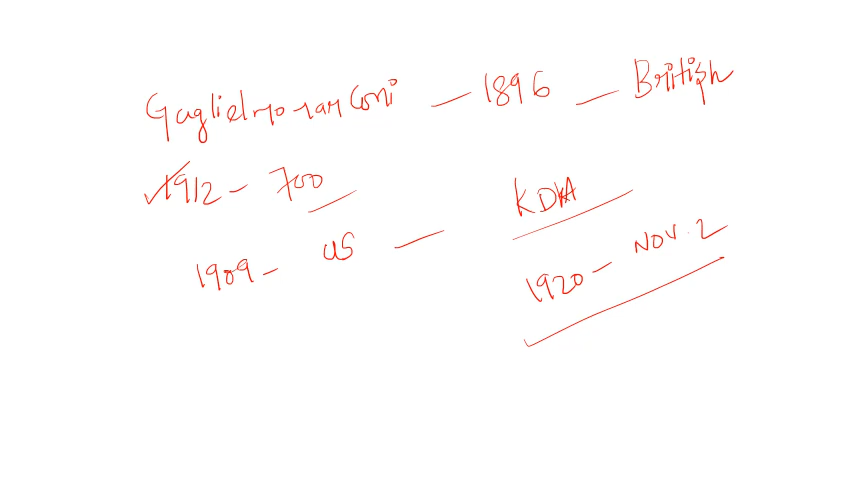 Guglielmo marconi — 1896 — British
1912 - 700
1909 - US — KDKA
1920 - NOV. 2